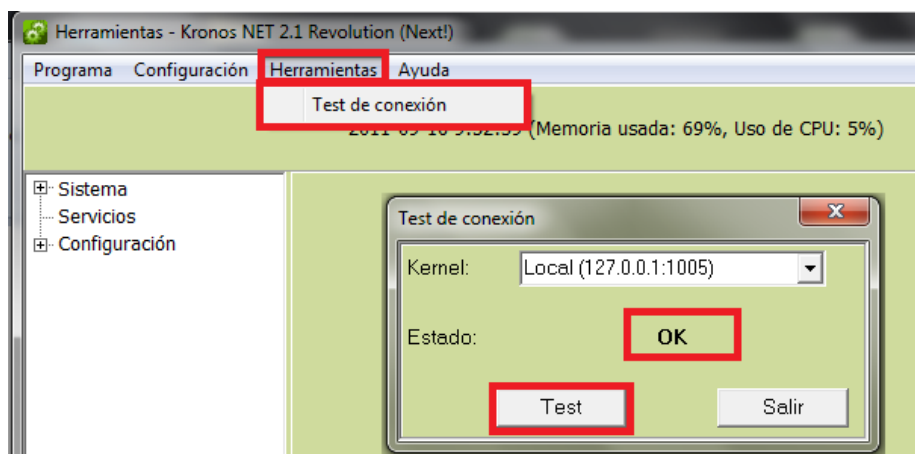 Herramientas - Kronos NET 2.1 Revolution (Next!)
Programa Configuración Herramientas Ayuda
Test de conexión
(Memoria usada: 69%, Uso de CPU: 5%)
Sistema
Servicios
Configuración
Test de conexión
Kernel: Local (127.0.0.1:1005)
Estado: OK
Test Salir